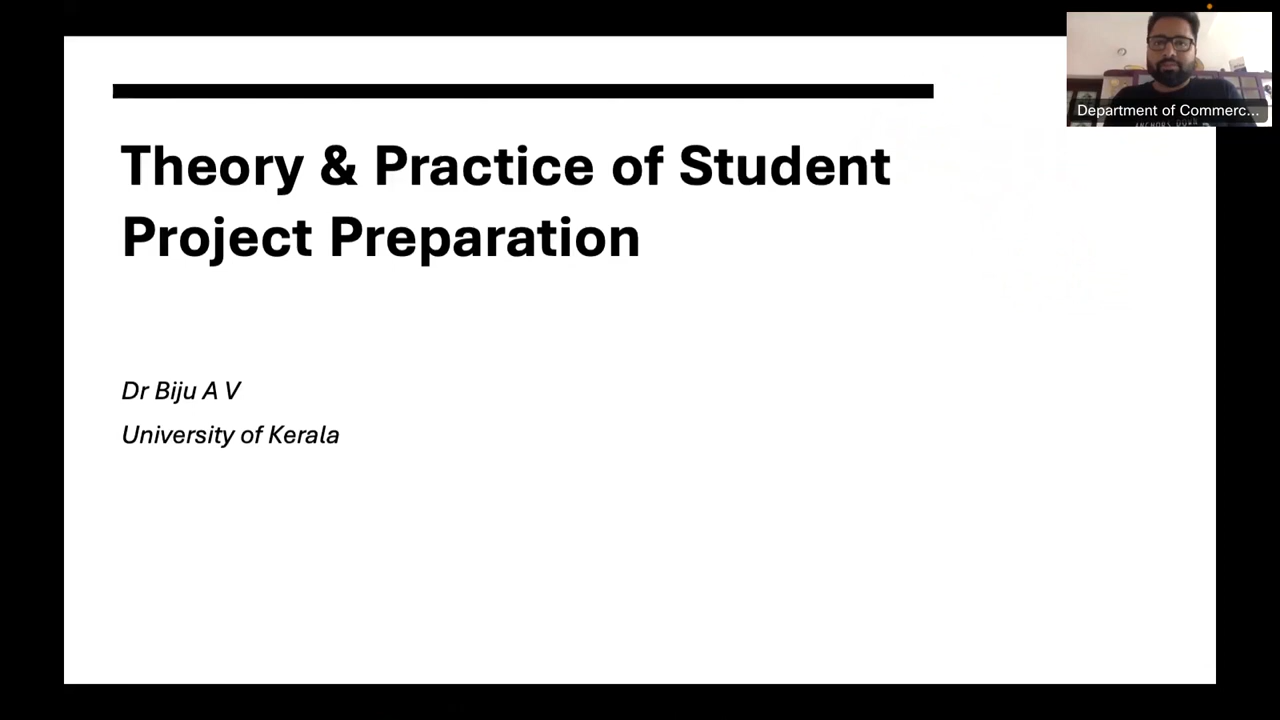 Department of Commerc...
Theory & Practice of Student
Project Preparation
Dr Biju A V
University of Kerala